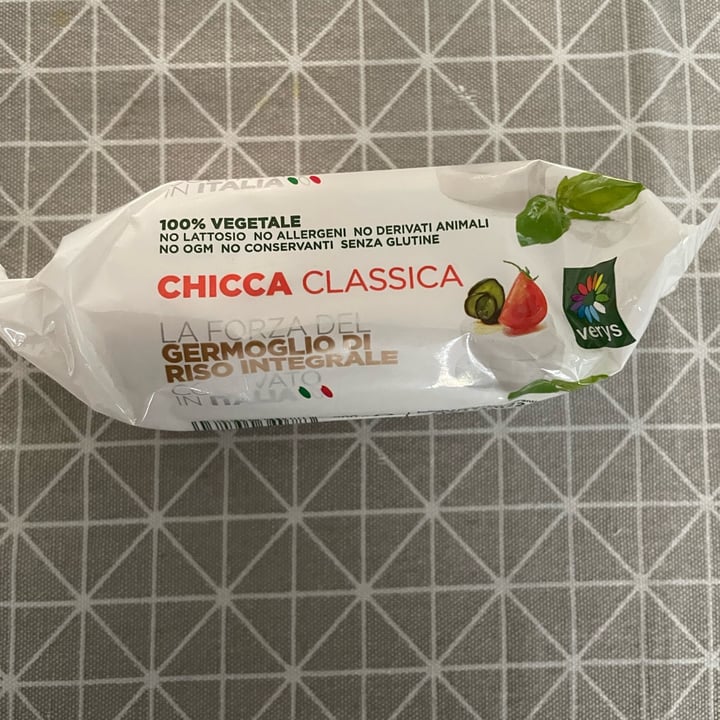 IN ITALIA
100% VEGETALE
NO LATTOSIO NO ALLERGENI NO DERIVATI ANIMALI
NO OGM NO CONSERVANTI SENZA GLUTINE
CHICCA CLASSICA
verys
LA FORZA DEL
GERMOGLIO DI
RISO INTEGRALE
IN ITALIA